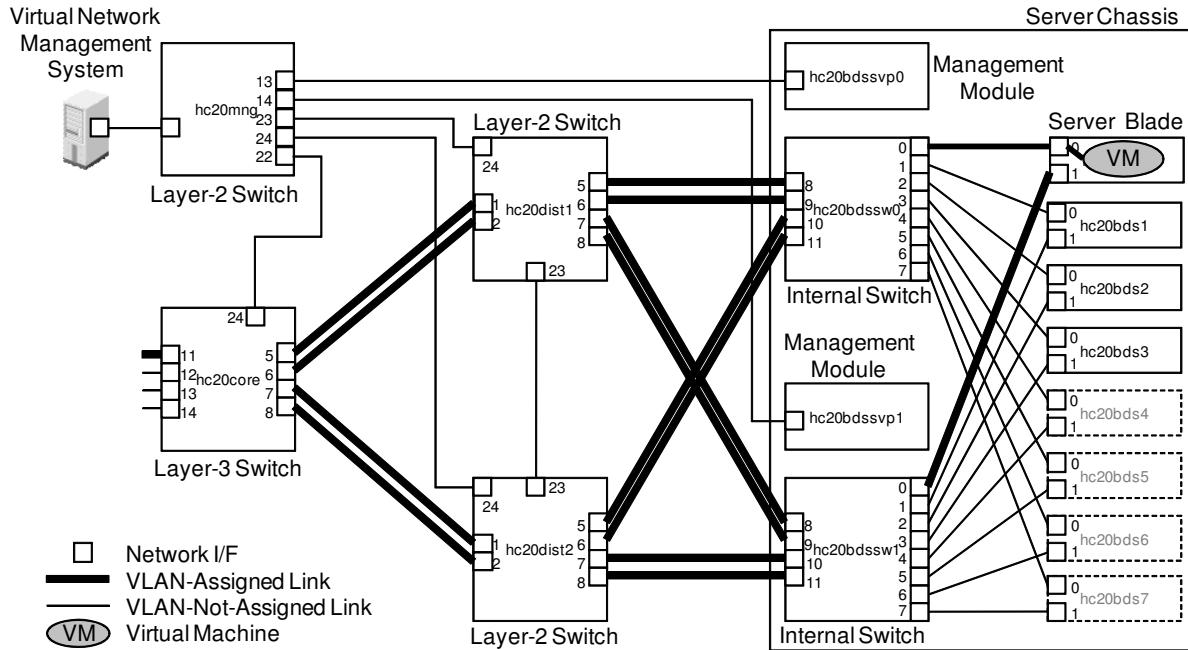 Virtual Network
Management
System
Server Chassis
hc20mng
13
14
23
24
22
Layer-2 Switch
hc20bdssvp0
Management
Module
Layer-2 Switch
24
1
2
hc20dist1
5
6
7
8
23
8
9
10
11
hc20bdssw0
0
1
2
3
4
5
6
7
Internal Switch
Server Blade
0
1
VM
0
1
hc20bds1
0
1
hc20bds2
0
1
hc20bds3
0
1
hc20bds4
0
1
hc20bds5
0
1
hc20bds6
0
1
hc20bds7
24
11
12
13
14
hc20core
5
6
7
8
Layer-3 Switch
Management
Module
hc20bdssvp1
24
23
1
2
hc20dist2
5
6
7
8
Layer-2 Switch
8
9
10
11
hc20bdssw1
0
1
2
3
4
5
6
7
Internal Switch
Network I/F
VLAN-Assigned Link
VLAN-Not-Assigned Link
VM
Virtual Machine